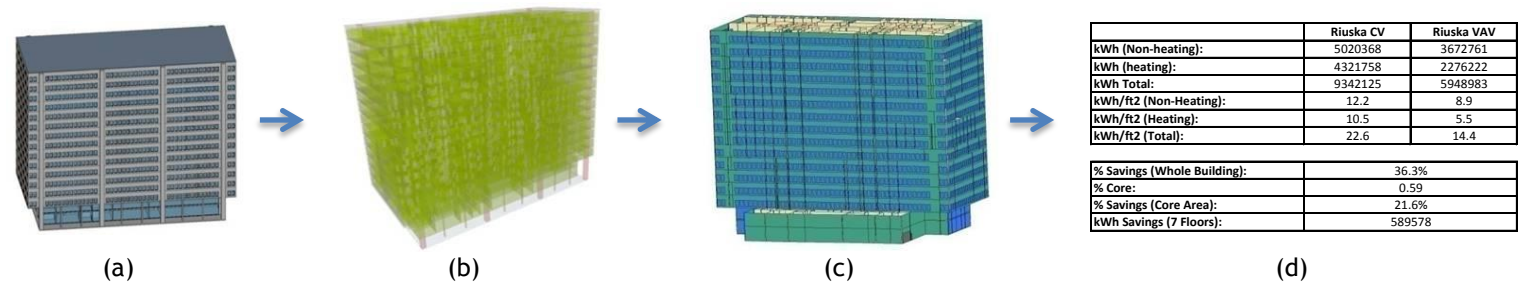 Riuska CV Riuska VAV
kWh (Non-heating): 5020368 3672761
kWh (heating): 4321758 2276222
kWh Total: 9342125 5948983
kWh/ft2 (Non-Heating): 12.2 8.9
kWh/ft2 (Heating): 10.5 5.5
kWh/ft2 (Total): 22.6 14.4
% Savings (Whole Building): 36.3%
% Core: 0.59
% Savings (Core Area): 21.6%
kWh Savings (7 Floors): 589578
(a) (b) (c) (d)